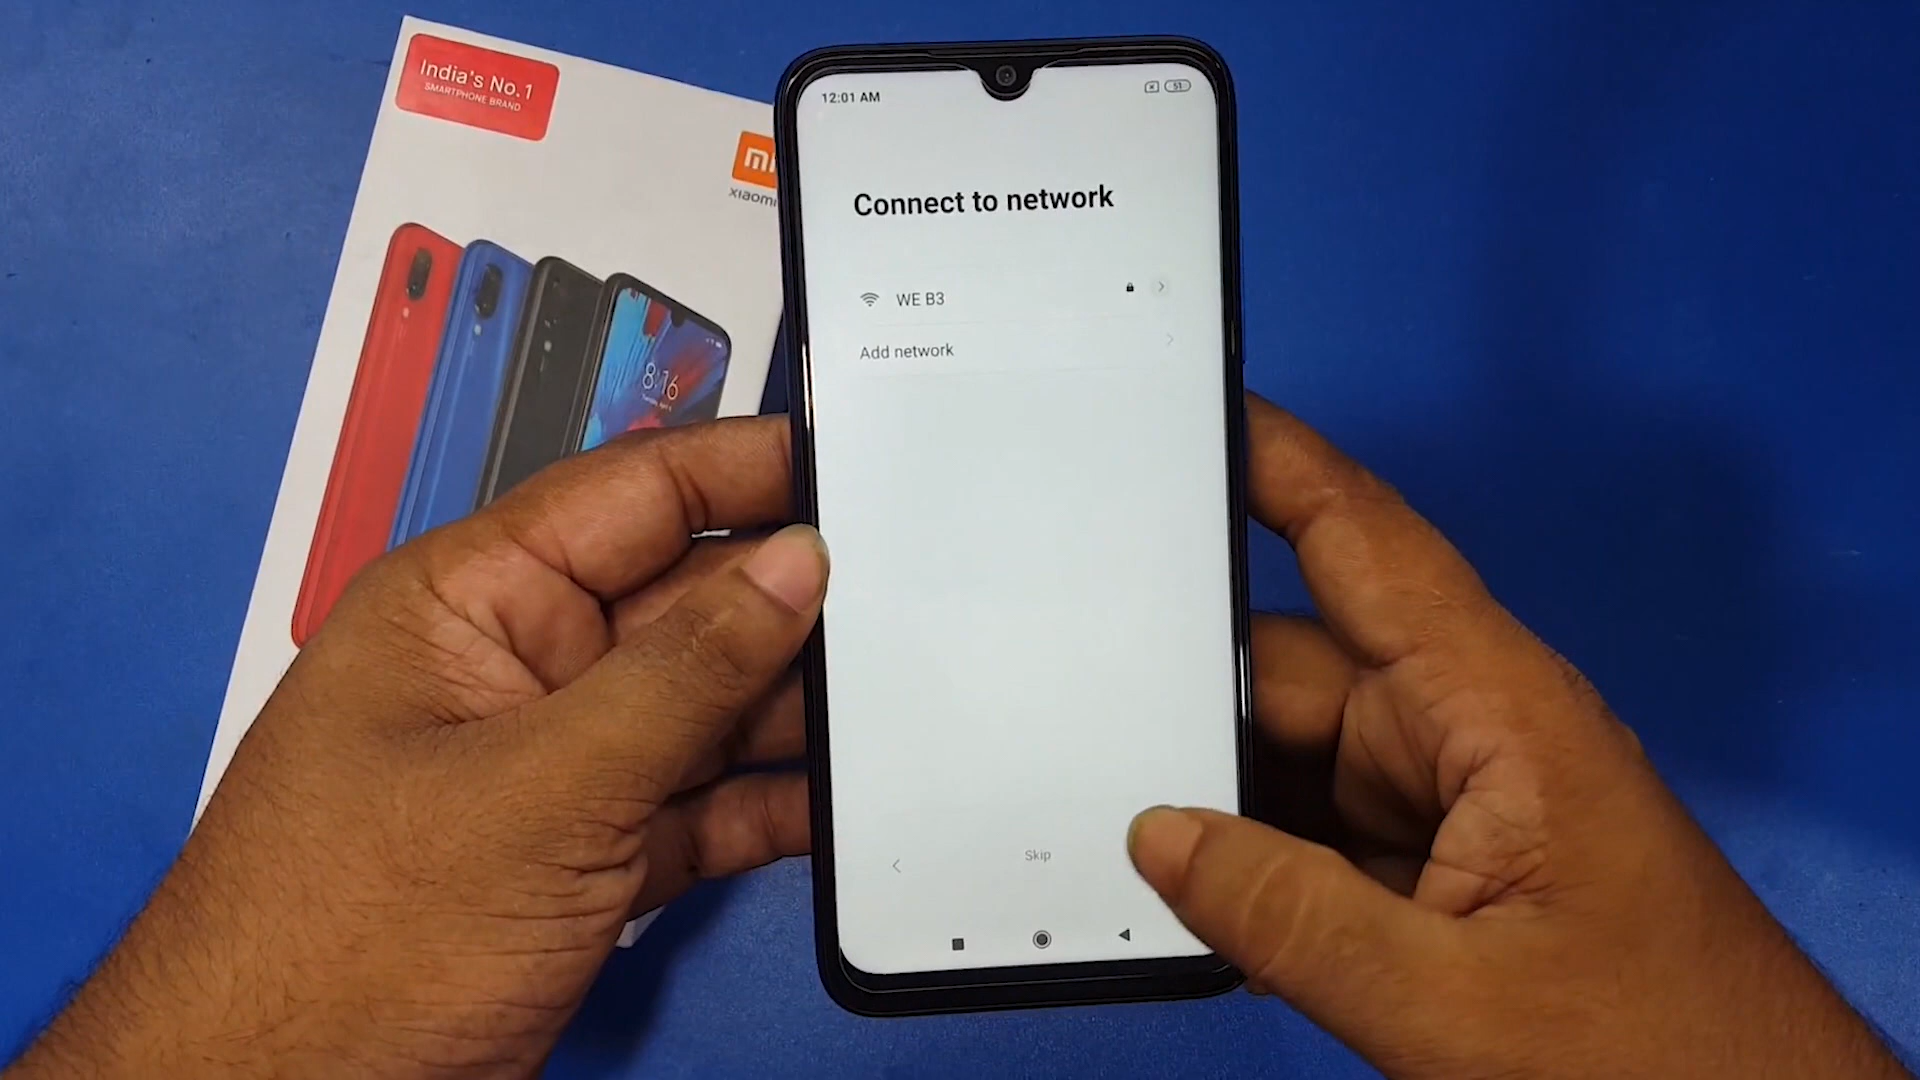 India's No.1
SMARTPHONE BRAND
mi
xiaomi
8:16
12:01 AM
51
Connect to network
WE B3
Add network
Skip